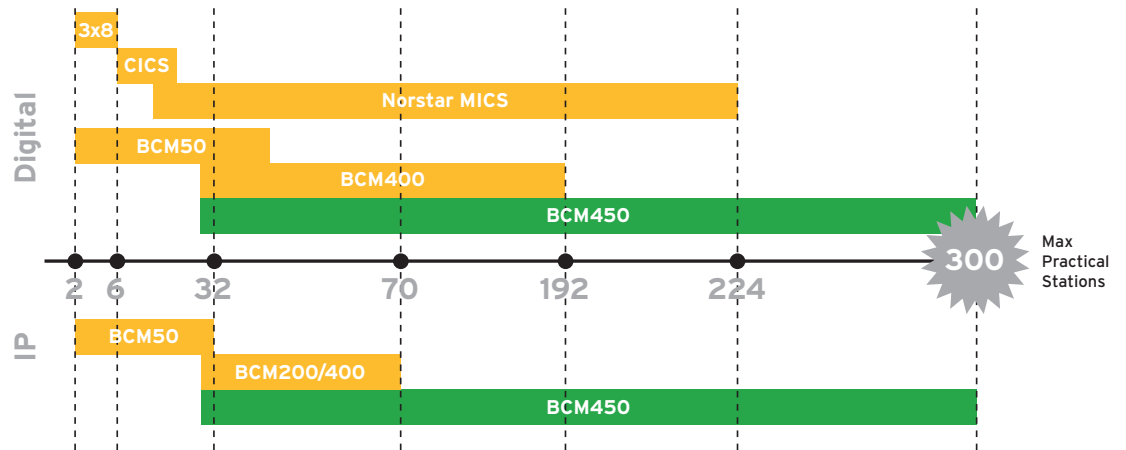 3x8
CICS
Norstar MICS
Digital
BCM50
BCM400
BCM450
300
Max
Practical
Stations
2 6 32 70 192 224
IP
BCM50
BCM200/400
BCM450